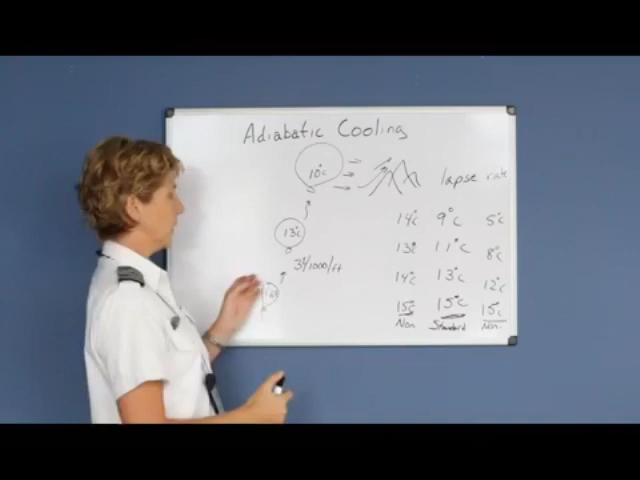 Adiabatic Cooling
10°c
lapse rate
14°c 9°c 5°c
13°c
13° 11°c 8°c
3°/1000/ft
14°c 13°c 12°c
15°c 15°c 15°c
Non. Standard Non.